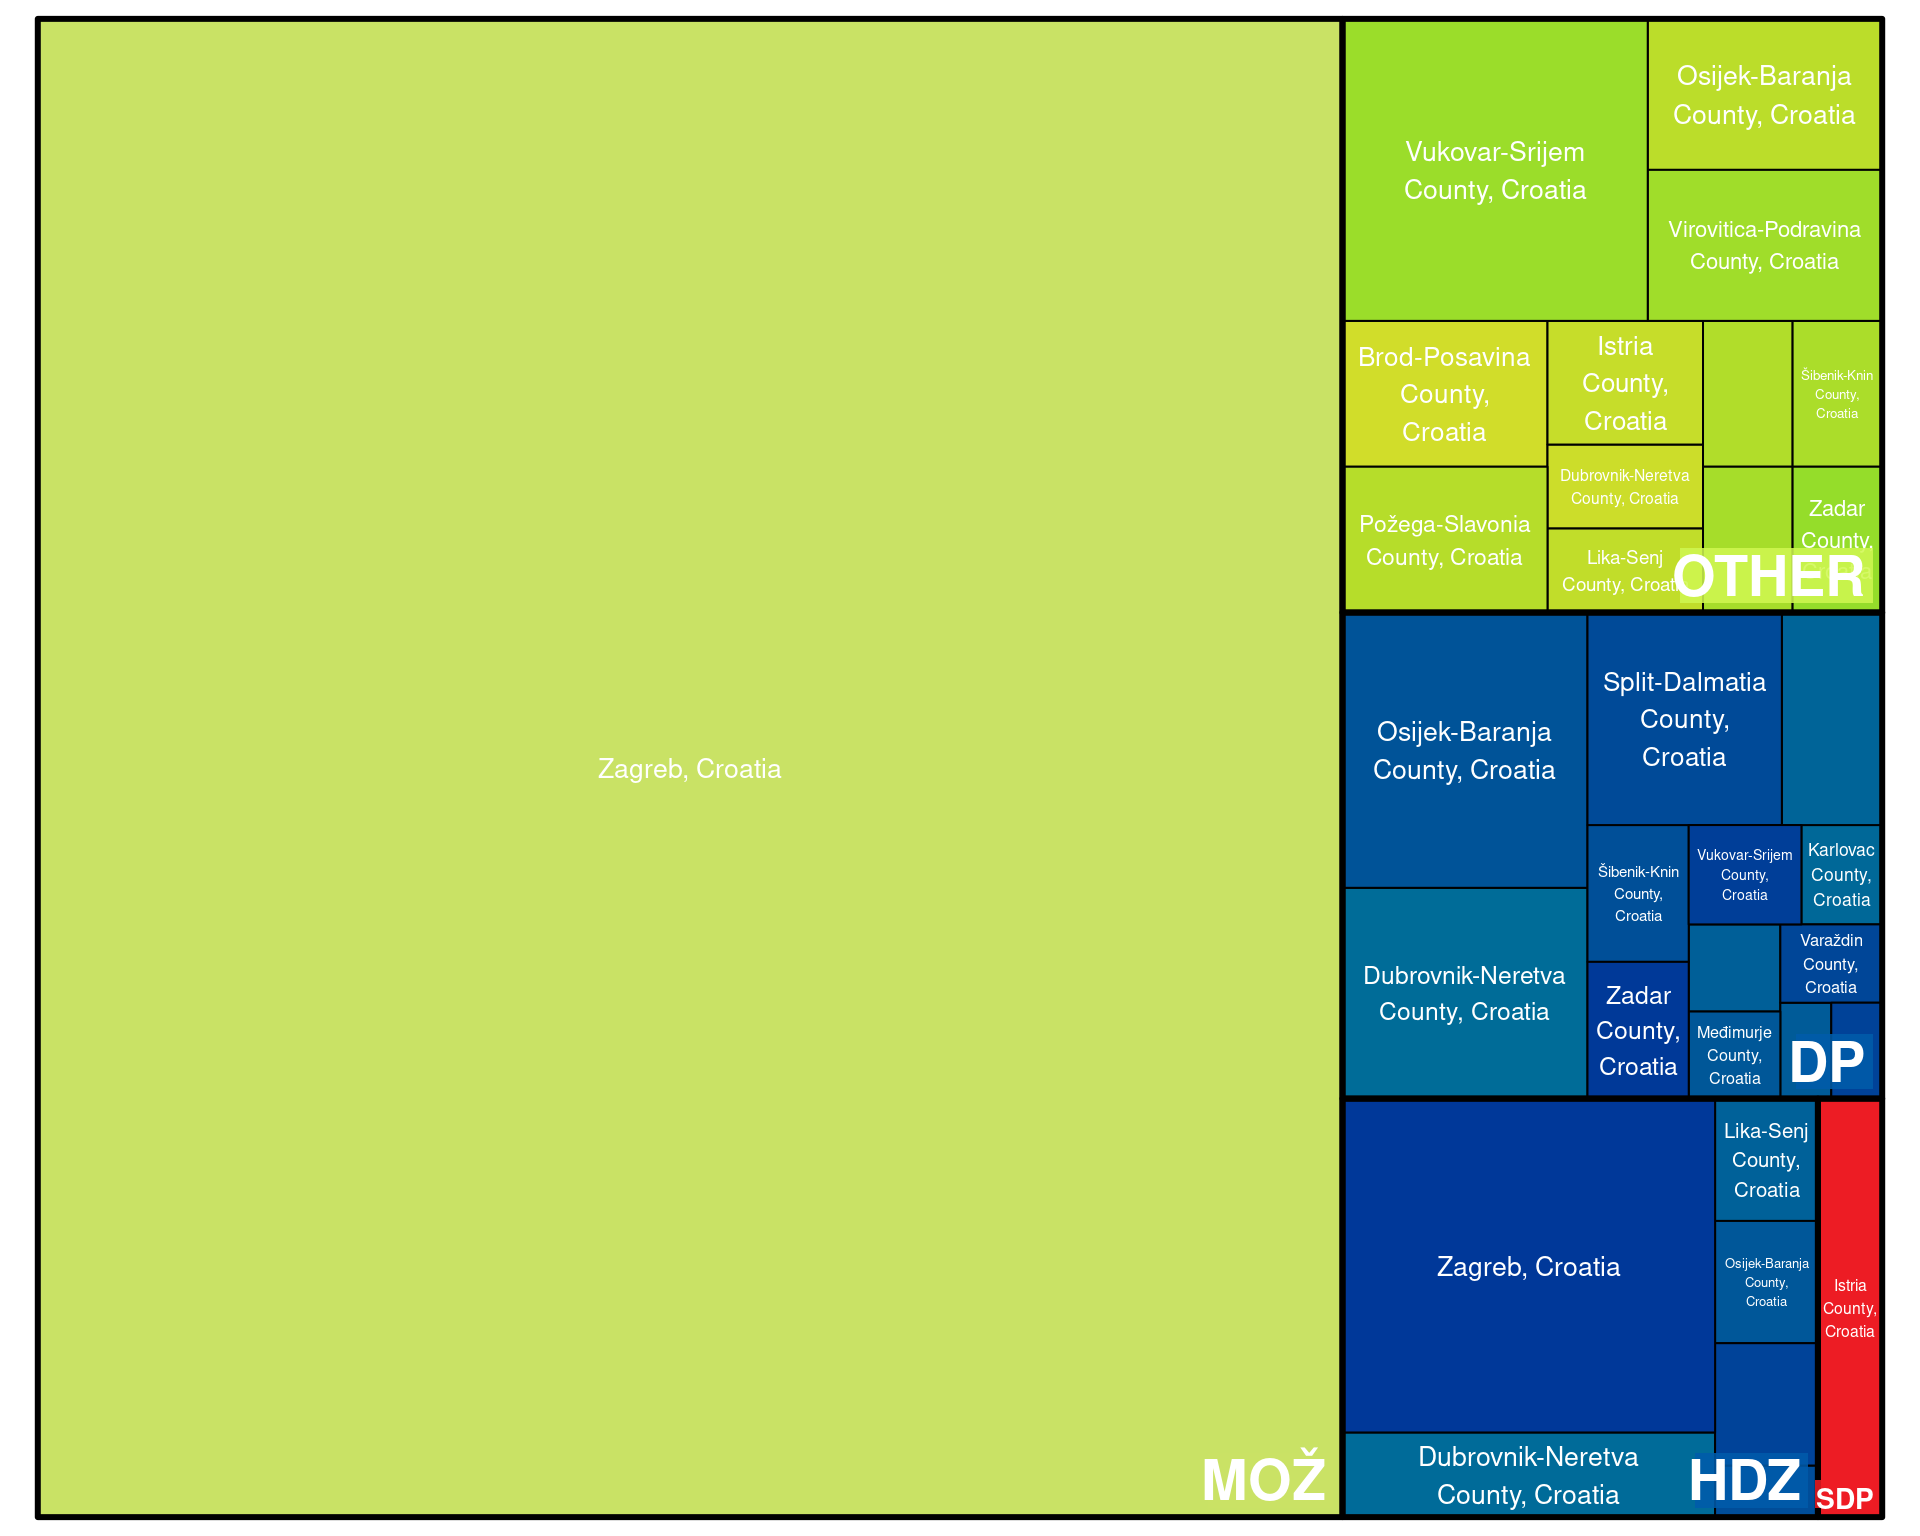 Zagreb, Croatia
MOŽ
Vukovar-Srijem
County, Croatia
Osijek-Baranja
County, Croatia
Virovitica-Podravina
County, Croatia
Brod-Posavina
County,
Croatia
Istria
County,
Croatia
Šibenik-Knin
County,
Croatia
Požega-Slavonia
County, Croatia
Dubrovnik-Neretva
County, Croatia
Lika-Senj
County, Croatia
Zadar
County,
Croatia
OTHER
Osijek-Baranja
County, Croatia
Split-Dalmatia
County,
Croatia
Dubrovnik-Neretva
County, Croatia
Šibenik-Knin
County,
Croatia
Vukovar-Srijem
County,
Croatia
Karlovac
County,
Croatia
Zadar
County,
Croatia
Varaždin
County,
Croatia
Međimurje
County,
Croatia
DP
Zagreb, Croatia
Lika-Senj
County,
Croatia
Osijek-Baranja
County,
Croatia
Dubrovnik-Neretva
County, Croatia
HDZ
Istria
County,
Croatia
SDP